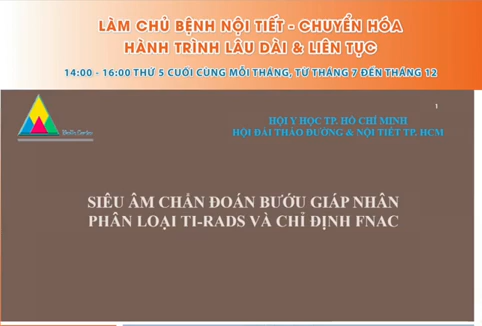 LÀM CHỦ BỆNH NỘI TIẾT - CHUYỂN HÓA
HÀNH TRÌNH LÂU DÀI & LIÊN TỤC
14:00 - 16:00 THỨ 5 CUỐI CÙNG MỖI THÁNG, TỪ THÁNG 7 ĐẾN THÁNG 12
1
HỘI Y HỌC TP. HỒ CHÍ MINH
HỘI ĐÁI THÁO ĐƯỜNG & NỘI TIẾT TP. HCM
SIÊU ÂM CHẨN ĐOÁN BƯỚU GIÁP NHÂN
PHÂN LOẠI TI-RADS VÀ CHỈ ĐỊNH FNAC